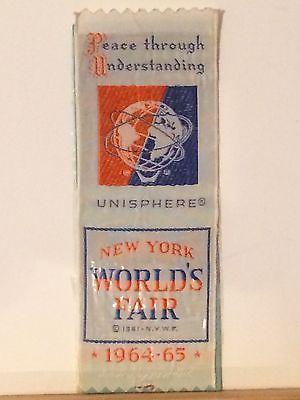 Peace through
Understanding
UNISPHERE®
NEW YORK
WORLD'S
FAIR
© 1961 - N.Y.W.F.
★ 1964-65 ★